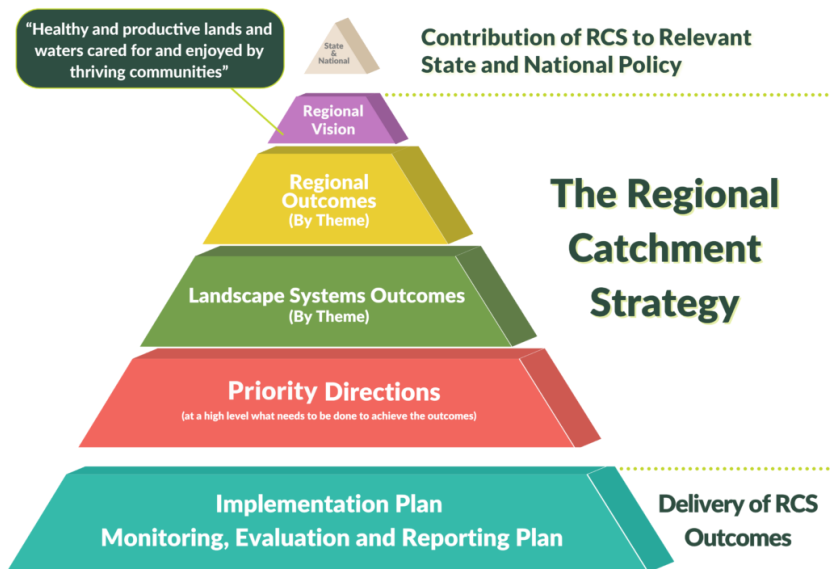 “Healthy and productive lands and
waters cared for and enjoyed by
thriving communities”
State
&
National
Contribution of RCS to Relevant
State and National Policy
Regional
Vision
Regional
Outcomes
(By Theme)
The Regional
Catchment
Strategy
Landscape Systems Outcomes
(By Theme)
Priority Directions
(at a high level what needs to be done to achieve the outcomes)
Implementation Plan
Monitoring, Evaluation and Reporting Plan
Delivery of RCS
Outcomes